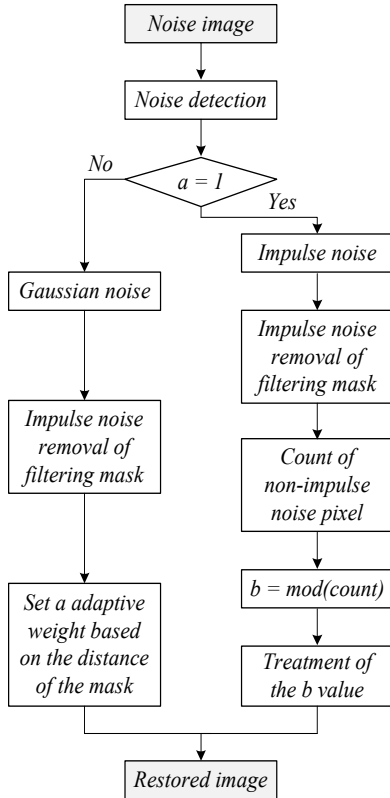 Noise image
Noise detection
No
a = 1
Yes
Impulse noise
Gaussian noise
Impulse noise
removal of
filtering mask
Impulse noise
removal of
filtering mask
Count of
non-impulse
noise pixel
b = mod(count)
Set a adaptive
weight based
on the distance
of the mask
Treatment of
the b value
Restored image